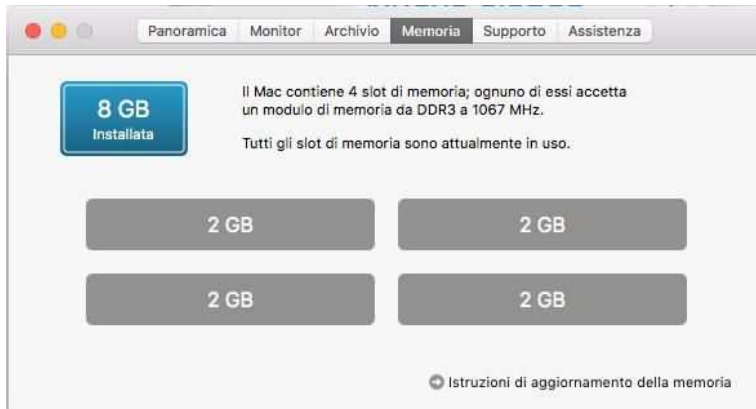 Panoramica Monitor Archivio Memoria Supporto Assistenza
8 GB
Installata
Il Mac contiene 4 slot di memoria; ognuno di essi accetta
un modulo di memoria da DDR3 a 1067 MHz.
Tutti gli slot di memoria sono attualmente in uso.
2 GB 2 GB
2 GB 2 GB
Istruzioni di aggiornamento della memoria